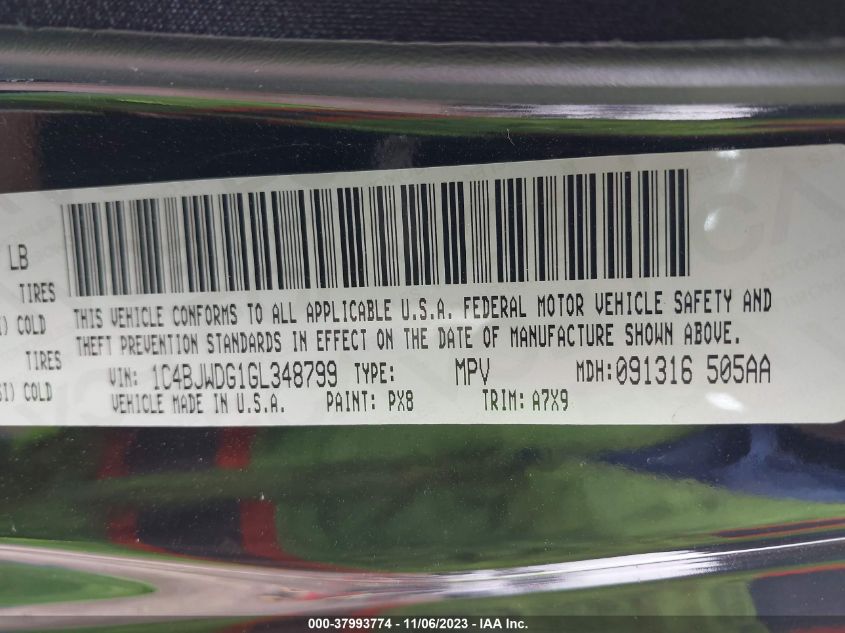 LB
TIRES
I) COLD
TIRES
SI) COLD
THIS VEHICLE CONFORMS TO ALL APPLICABLE U.S.A. FEDERAL MOTOR VEHICLE SAFETY AND
THEFT PREVENTION STANDARDS IN EFFECT ON THE DATE OF MANUFACTURE SHOWN ABOVE.
VIN: 1C4BJWDG1GL348799 TYPE: MPV MDH:091316 505AA
VEHICLE MADE IN U.S.A. PAINT: PX8 TRIM: A7X9
000-37993774 - 11/06/2023 - IAA Inc.